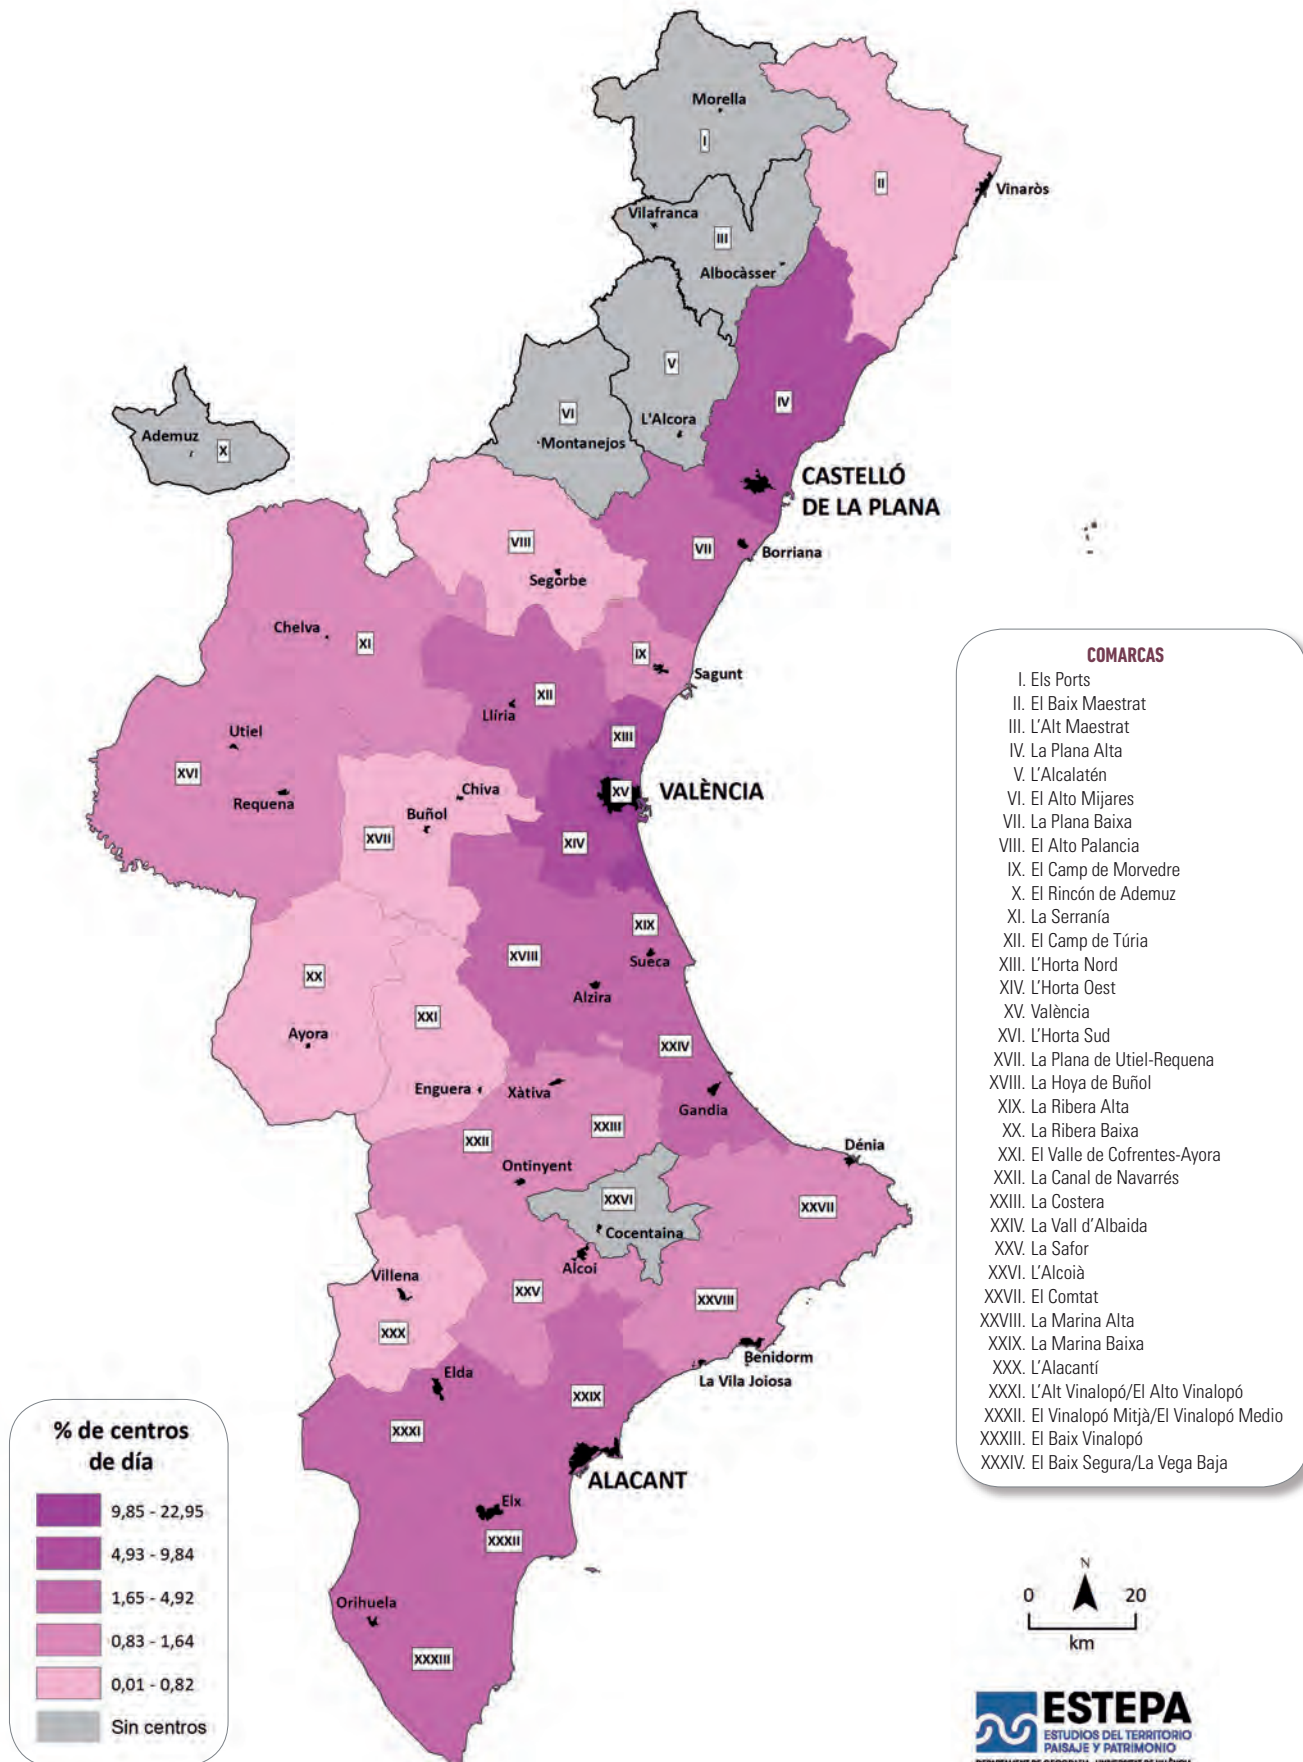 Morella
I
II
Vinaròs
Vilafranca
III
Albocàsser
V
IV
L'Alcora
VI
Montanejos
Ademuz
X
CASTELLÓ
DE LA PLANA
VIII
VII
Borriana
Segorbe
Chelva
XI
IX
Sagunt
XII
Llíria
Utiel
XIII
XVI
Requena
Chiva
XV
VALÈNCIA
Buñol
XVII
XIV
XIX
XVIII
Sueca
XX
Alzira
XXI
Ayora
XXIV
Enguera
Xàtiva
Gandia
XXIII
XXII
Dénia
Ontinyent
XXVI
XXVII
Cocentaina
Alcoi
Villena
XXV
XXVIII
XXX
Benidorm
La Vila Joiosa
Elda
XXIX
XXXI
ALACANT
Elx
XXXII
Orihuela
XXXIII
COMARCAS
I. Els Ports
II. El Baix Maestrat
III. L'Alt Maestrat
IV. La Plana Alta
V. L'Alcalatén
VI. El Alto Mijares
VII. La Plana Baixa
VIII. El Alto Palancia
IX. El Camp de Morvedre
X. El Rincón de Ademuz
XI. La Serranía
XII. El Camp de Túria
XIII. L'Horta Nord
XIV. L'Horta Oest
XV. València
XVI. L'Horta Sud
XVII. La Plana de Utiel-Requena
XVIII. La Hoya de Buñol
XIX. La Ribera Alta
XX. La Ribera Baixa
XXI. El Valle de Cofrentes-Ayora
XXII. La Canal de Navarrés
XXIII. La Costera
XXIV. La Vall d'Albaida
XXV. La Safor
XXVI. L'Alcoià
XXVII. El Comtat
XXVIII. La Marina Alta
XXIX. La Marina Baixa
XXX. L'Alacantí
XXXI. L'Alt Vinalopó/El Alto Vinalopó
XXXII. El Vinalopó Mitjà/El Vinalopó Medio
XXXIII. El Baix Vinalopó
XXXIV. El Baix Segura/La Vega Baja
% de centros
de día
9,85 - 22,95
4,93 - 9,84
1,65 - 4,92
0,83 - 1,64
0,01 - 0,82
Sin centros
N
0 20
km
ESTEPA
ESTUDIOS DEL TERRITORIO
PAISAJE Y PATRIMONIO